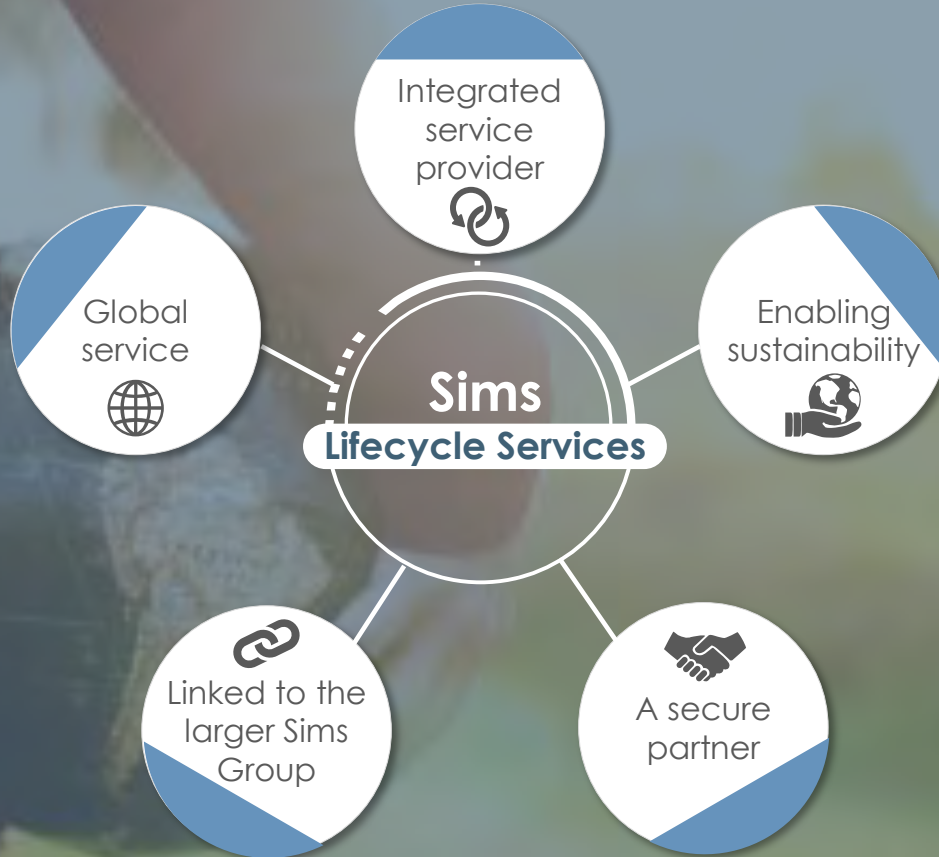 Integrated
service
provider
Global
service
Enabling
sustainability
Sims
Lifecycle Services
Linked to the
larger Sims
Group
A secure
partner